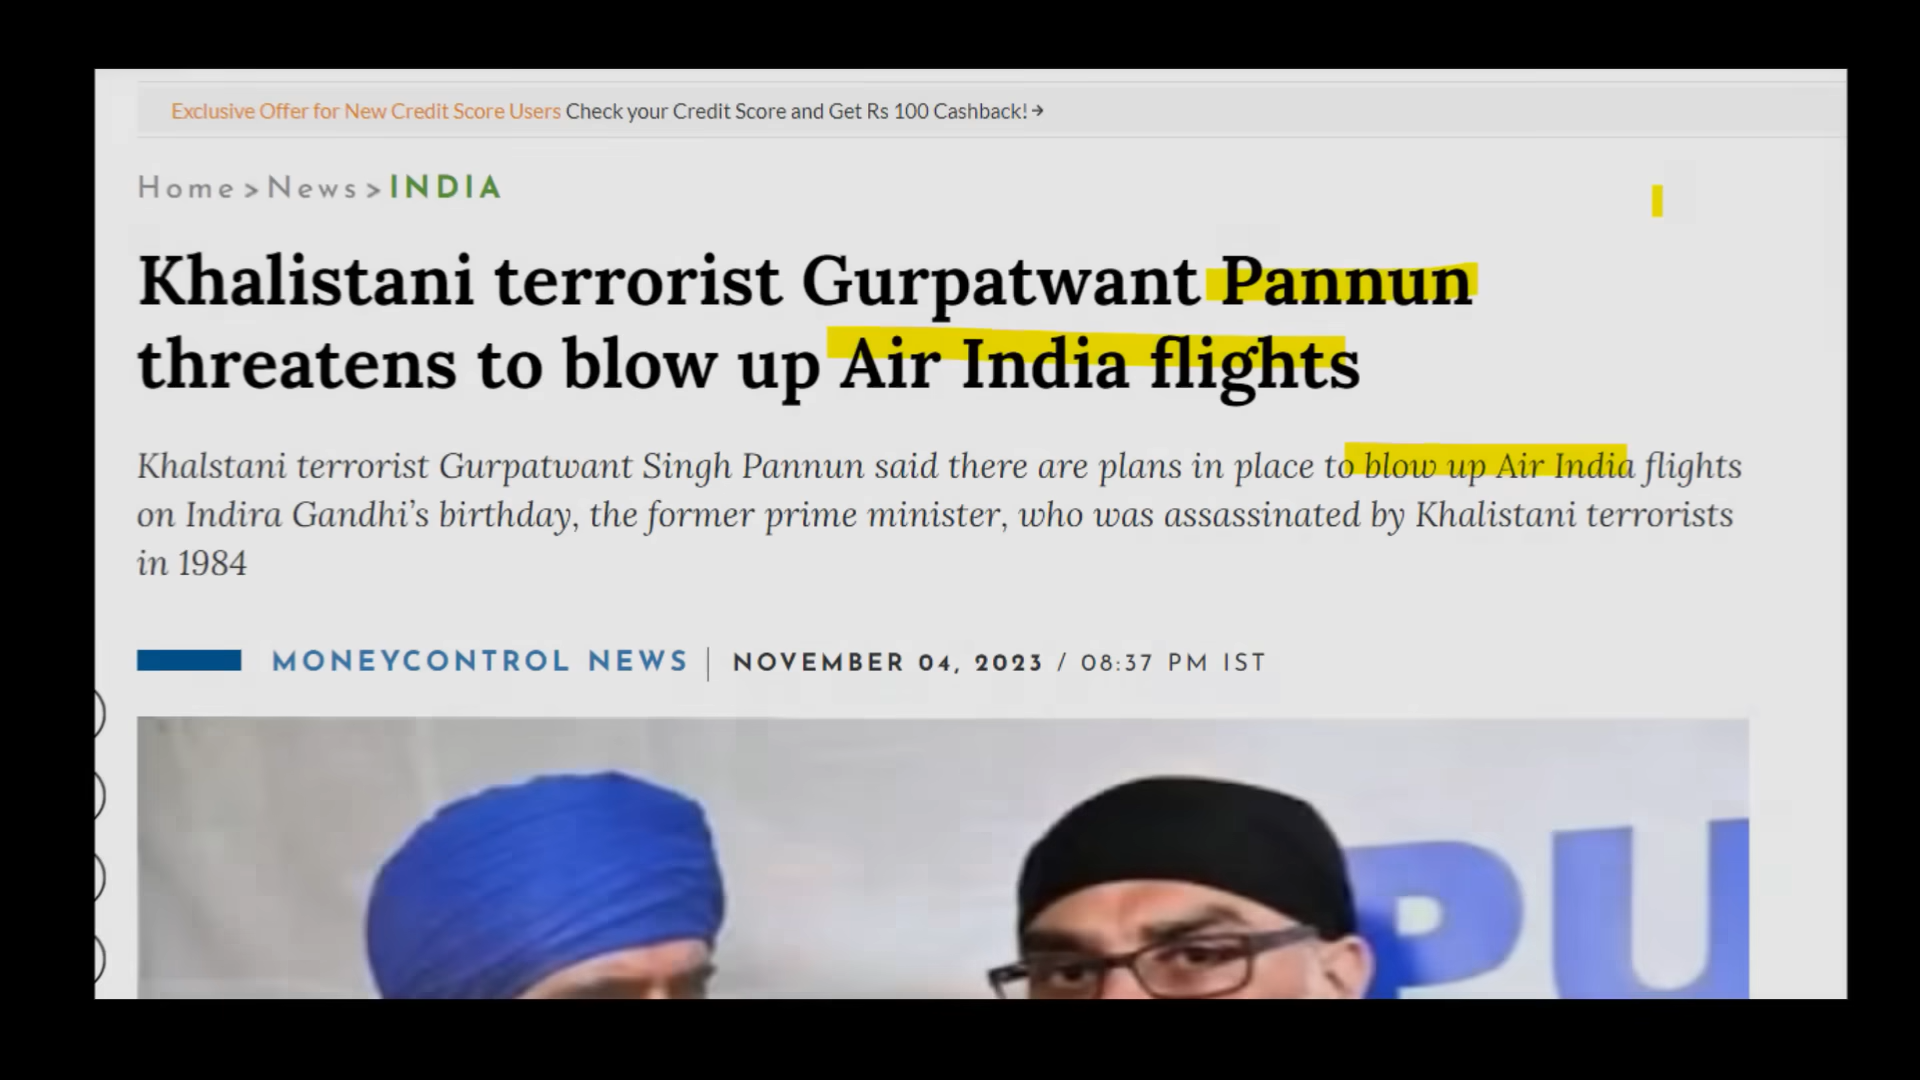 Exclusive Offer for New Credit Score Users Check your Credit Score and Get Rs 100 Cashback! →
Home > News > INDIA
Khalistani terrorist Gurpatwant Pannun
threatens to blow up Air India flights
Khalstani terrorist Gurpatwant Singh Pannun said there are plans in place to blow up Air India flights
on Indira Gandhi’s birthday, the former prime minister, who was assassinated by Khalistani terrorists
in 1984
MONEYCONTROL NEWS | NOVEMBER 04, 2023 / 08:37 PM IST
PU